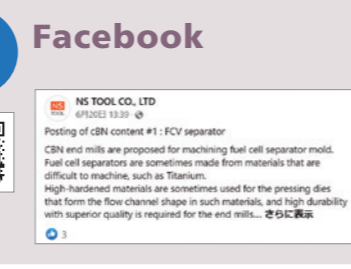 Facebook
NS TOOL
NS TOOL CO., LTD
6月20日 13:39
Posting of cBN content #1 : FCV separator
CBN end mills are proposed for machining fuel cell separator mold.
Fuel cell separators are sometimes made from materials that are
difficult to machine, such as Titanium.
High-hardened materials are sometimes used for the pressing dies
that form the flow channel shape in such materials, and high durability
with superior quality is required for the end mills... さらに表示
3